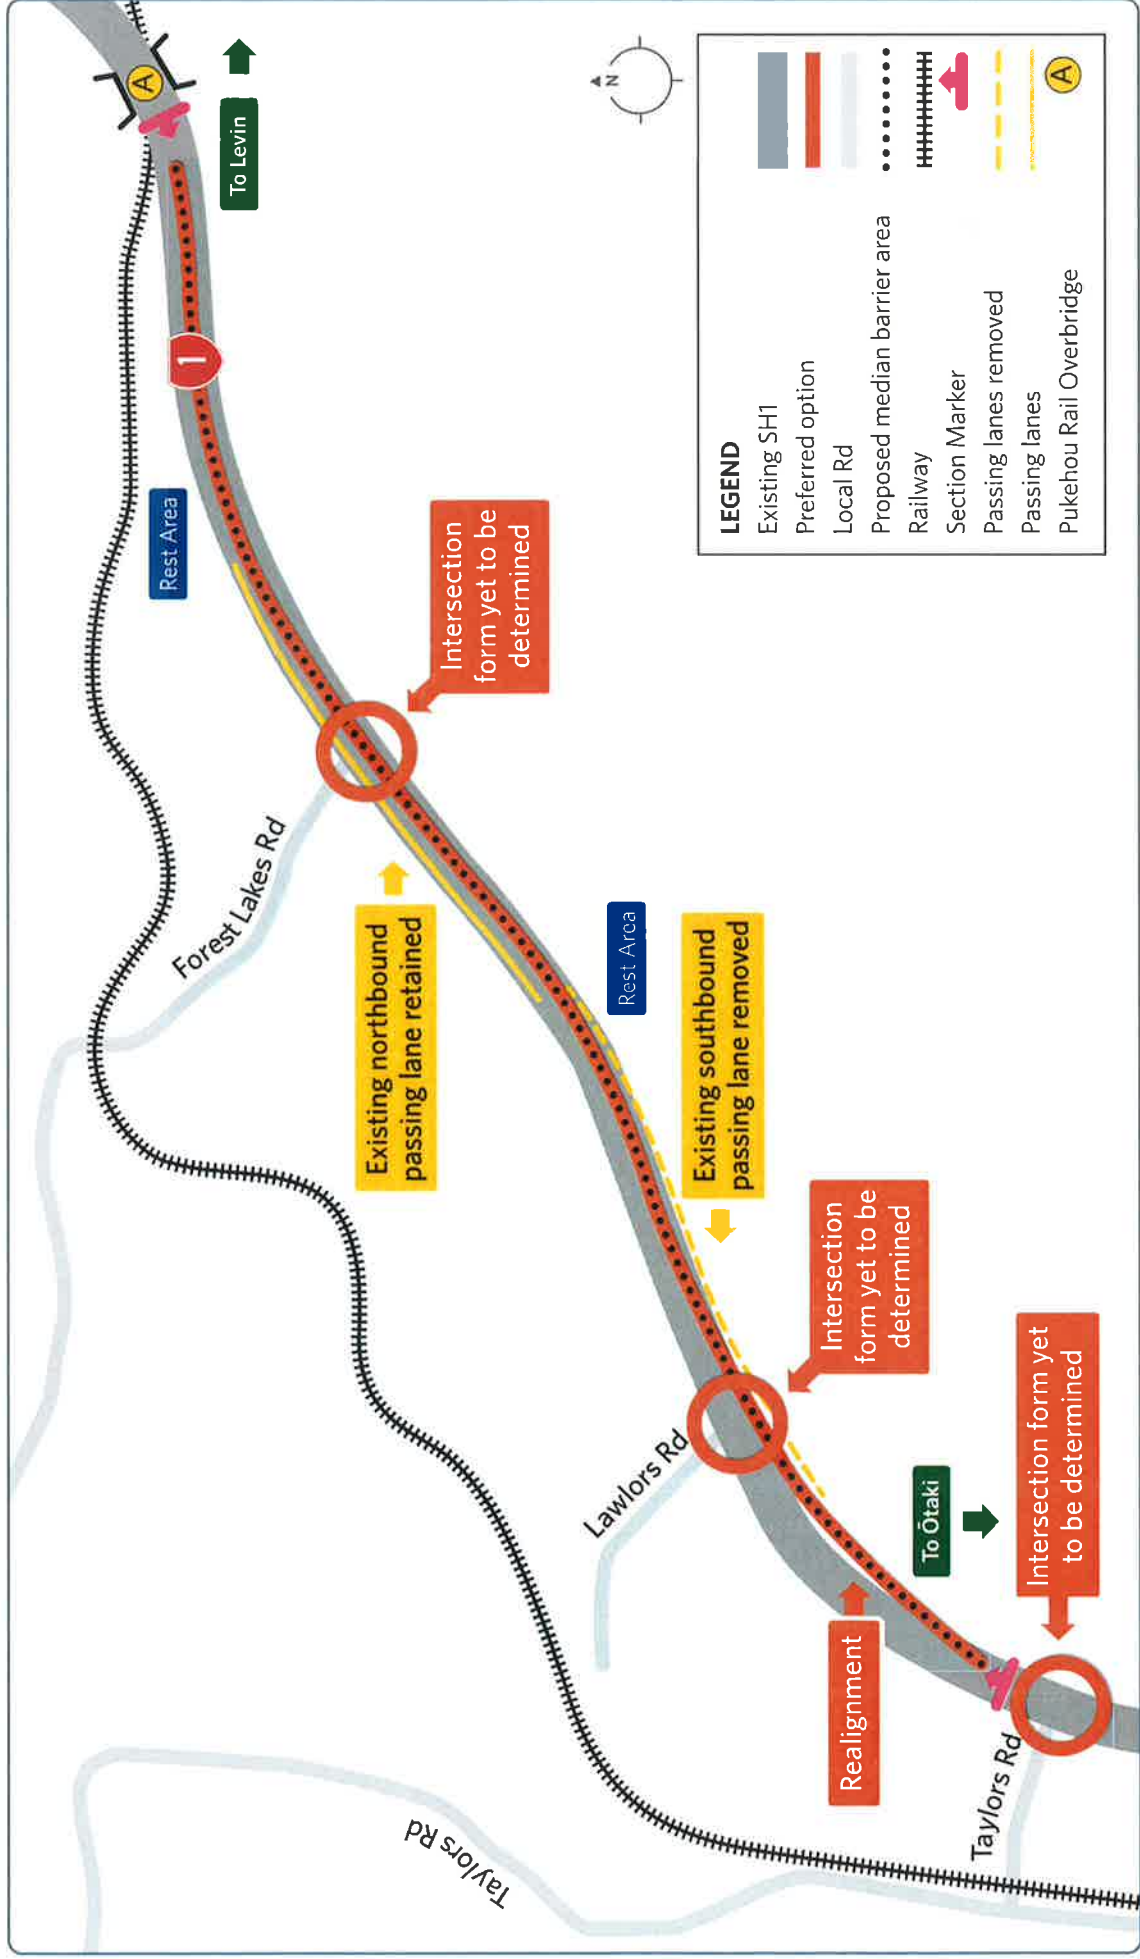 Taylors Rd
Taylors Rd
Lawlors Rd
Forest Lakes Rd
Realignment
Intersection form yet
to be determined
To Ōtaki
Intersection
form yet to be
determined
Existing southbound
passing lane removed
Existing northbound
passing lane retained
Rest Area
Intersection
form yet to be
determined
Rest Area
1
To Levin
A
N
LEGEND
Existing SH1
Preferred option
Local Rd
Proposed median barrier area
Railway
Section Marker
Passing lanes removed
Passing lanes
Pukehou Rail Overbridge
A